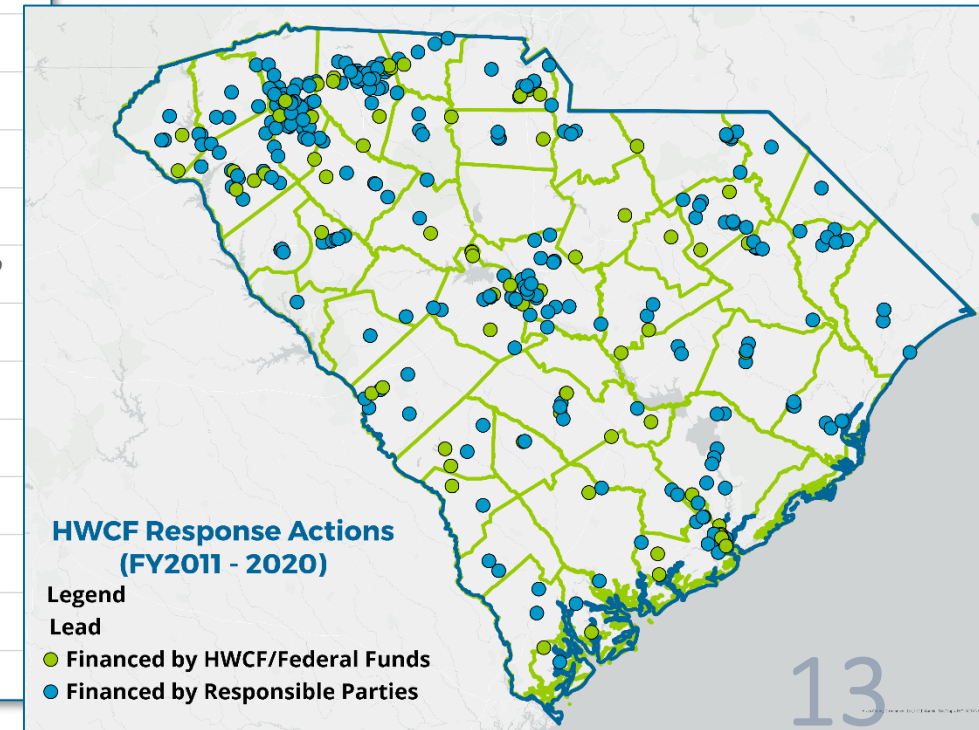 HWCF Response Actions
(FY2011 - 2020)
Legend
Lead
Financed by HWCF/Federal Funds
Financed by Responsible Parties
13